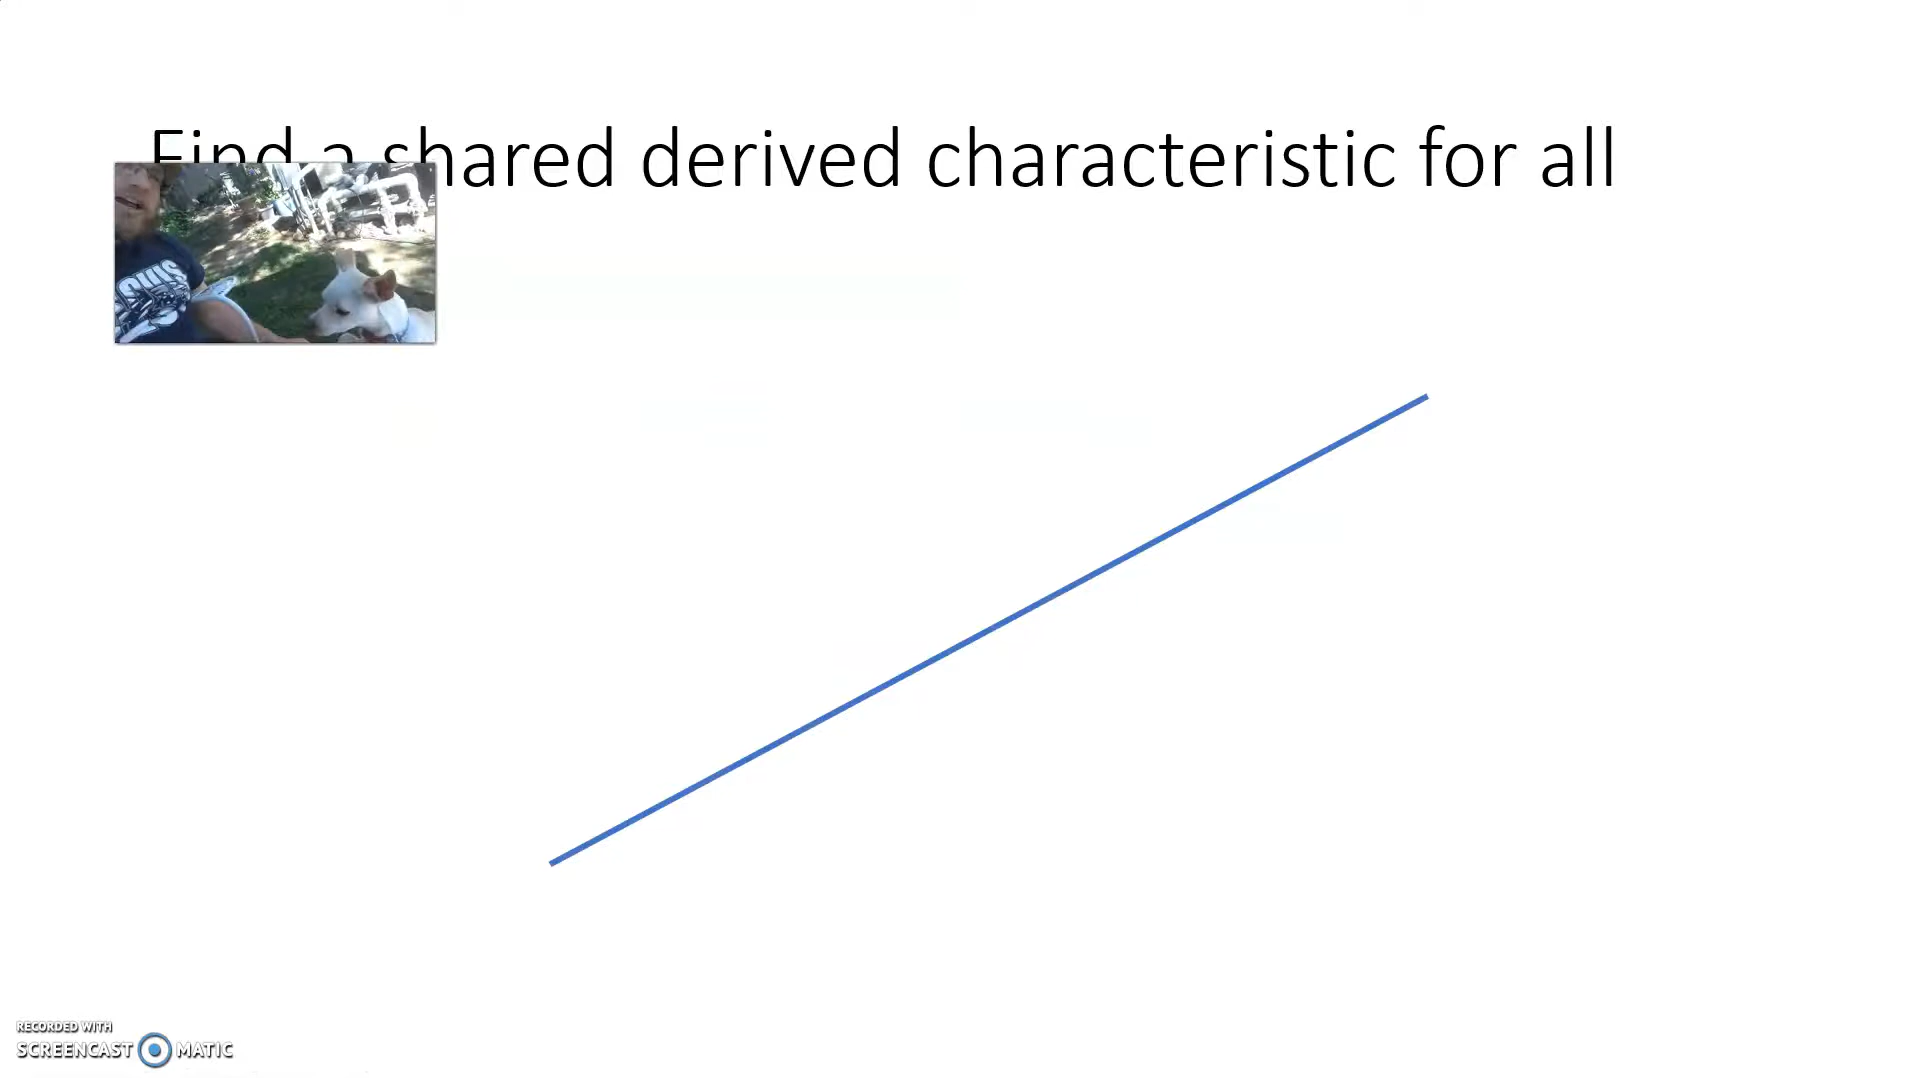 Find a shared derived characteristic for all
RECORDED WITH
SCREENCAST MATIC